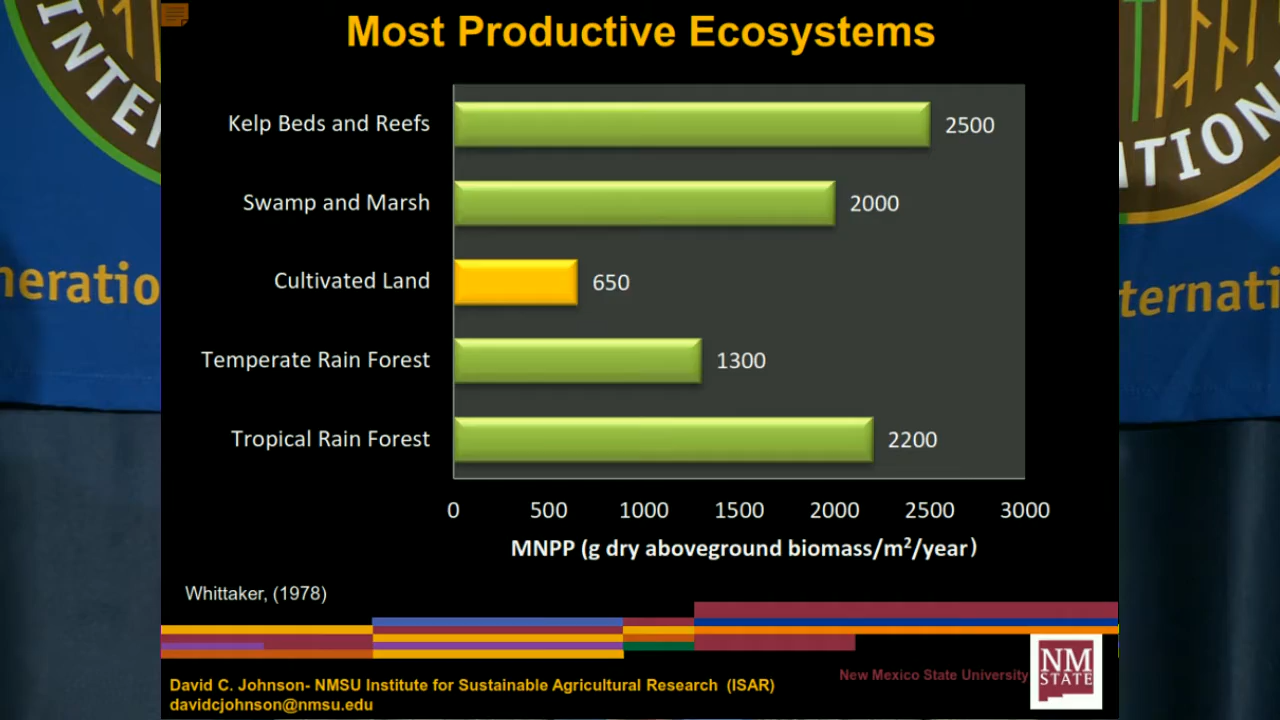 Most Productive Ecosystems
Kelp Beds and Reefs
2500
Swamp and Marsh
2000
Cultivated Land
650
Temperate Rain Forest
1300
Tropical Rain Forest
2200
0 500 1000 1500 2000 2500 3000
MNPP (g dry aboveground biomass/m²/year)
Whittaker, (1978)
New Mexico State University
NM
STATE
David C. Johnson- NMSU Institute for Sustainable Agricultural Research (ISAR)
davidcjohnson@nmsu.edu